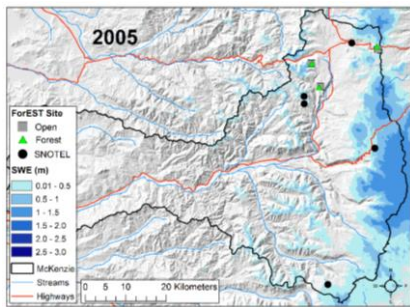 2005
ForEST Site
Open
Forest
SNOTEL
SWE (m)
0.01 - 0.5
0.5 - 1
1 - 1.5
1.5 - 2.0
2.0 - 2.5
2.5 - 3.0
McKenzie
Streams
Highways
0 5 10 20 Kilometers